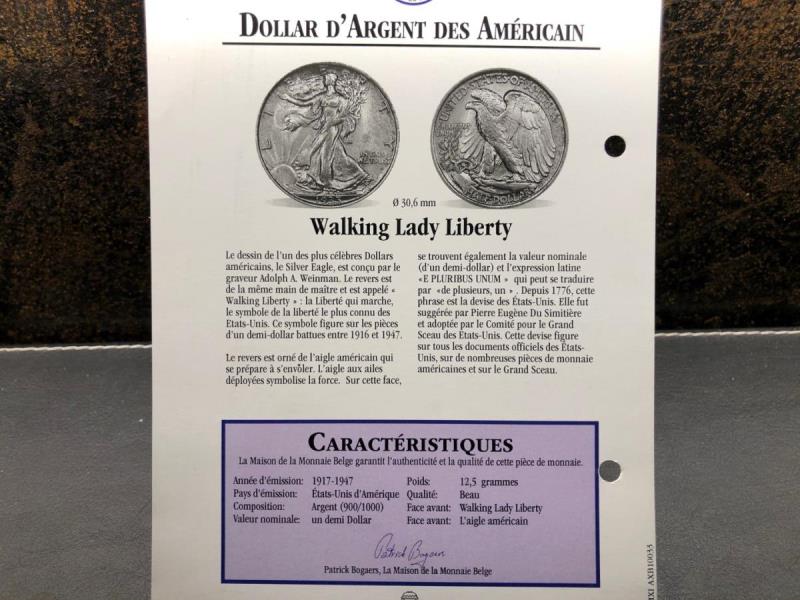 DOLLAR D'ARGENT DES AMÉRICAIN
LIBERTY
UNITED STATES OF AMERICA
HALF DOLLAR
Ø 30,6 mm
Walking Lady Liberty
Le dessin de l'un des plus célèbres Dollars
américains, le Silver Eagle, est conçu par le
graveur Adolph A. Weinman. Le revers est
de la même main de maître et est appelé «
Walking Liberty » : la Liberté qui marche,
le symbole de la liberté le plus connu des
Etats-Unis. Ce symbole figure sur les pièces
d'un demi-dollar battues entre 1916 et 1947.
Le revers est orné de l'aigle américain qui
se prépare à s'envôler. L'aigle aux ailes
déployées symbolise la force. Sur cette face,
se trouvent également la valeur nominale
(d'un demi-dollar) et l'expression latine
«E PLURIBUS UNUM » qui peut se traduire
par «de plusieurs, un» . Depuis 1776, cette
phrase est la devise des États-Unis. Elle fut
suggérée par Pierre Eugène Du Simitière
et adoptée par le Comité pour le Grand
Sceau des Etats-Unis. Cette devise figure
sur tous les documents officiels des États-
Unis, sur de nombreuses pièces de monnaie
américaines et sur le Grand Sceau.
CARACTÉRISTIQUES
La Maison de la Monnaie Belge garantit l'authenticité et la qualité de cette pièce de monnaie.
Année d'émission: 1917-1947 Poids: 12,5 grammes
Pays d'émission: États-Unis d'Amérique Qualité: Beau
Composition: Argent (900/1000) Face avant: Walking Lady Liberty
Valeur nominale: un demi Dollar Face avant: L'aigle américain
Patrick Bogaers
Patrick Bogaers, La Maison de la Monnaie Belge
AXB10033